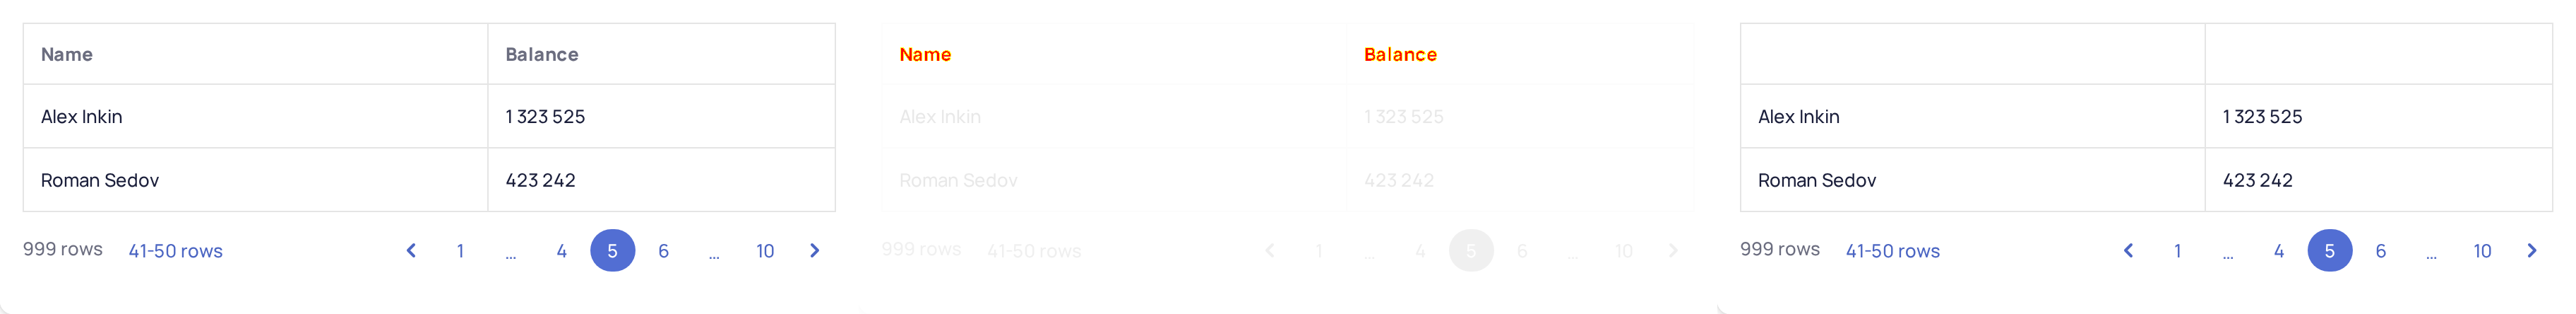 Name Balance
Alex Inkin 1 323 525
Roman Sedov 423 242
999 rows 41-50 rows 1 ... 4 5 6 ... 10
Name Balance
Alex Inkin 1 323 525
Roman Sedov 423 242
999 rows 41-50 rows 1 ... 4 5 6 ... 10
Alex Inkin 1 323 525
Roman Sedov 423 242
999 rows 41-50 rows 1 ... 4 5 6 ... 10